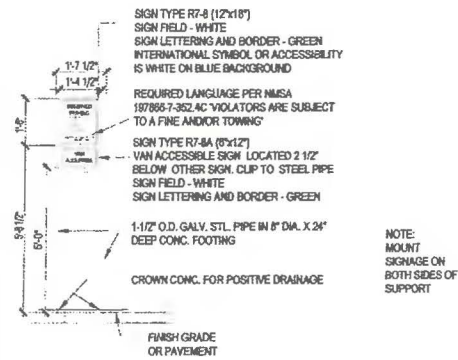 SIGN TYPE R7-8 (12"x18")
SIGN FIELD - WHITE
SIGN LETTERING AND BORDER - GREEN
INTERNATIONAL SYMBOL OR ACCESSIBILITY
IS WHITE ON BLUE BACKGROUND
1'-7 1/2"
1'-4 1/2"
REQUIRED LANGUAGE PER NMSA
197866-7-352.4C "VIOLATORS ARE SUBJECT
TO A FINE AND/OR TOWING"
1'-6"
SIGN TYPE R7-8A (6"x12")
VAN ACCESSIBLE SIGN LOCATED 2 1/2"
BELOW OTHER SIGN. CLIP TO STEEL PIPE
SIGN FIELD - WHITE
SIGN LETTERING AND BORDER - GREEN
5'-0"
1-1/2" O.D. GALV. STL. PIPE IN 8" DIA. X 24"
DEEP CONC. FOOTING
CROWN CONC. FOR POSITIVE DRAINAGE
NOTE:
MOUNT
SIGNAGE ON
BOTH SIDES OF
SUPPORT
FINISH GRADE
OR PAVEMENT